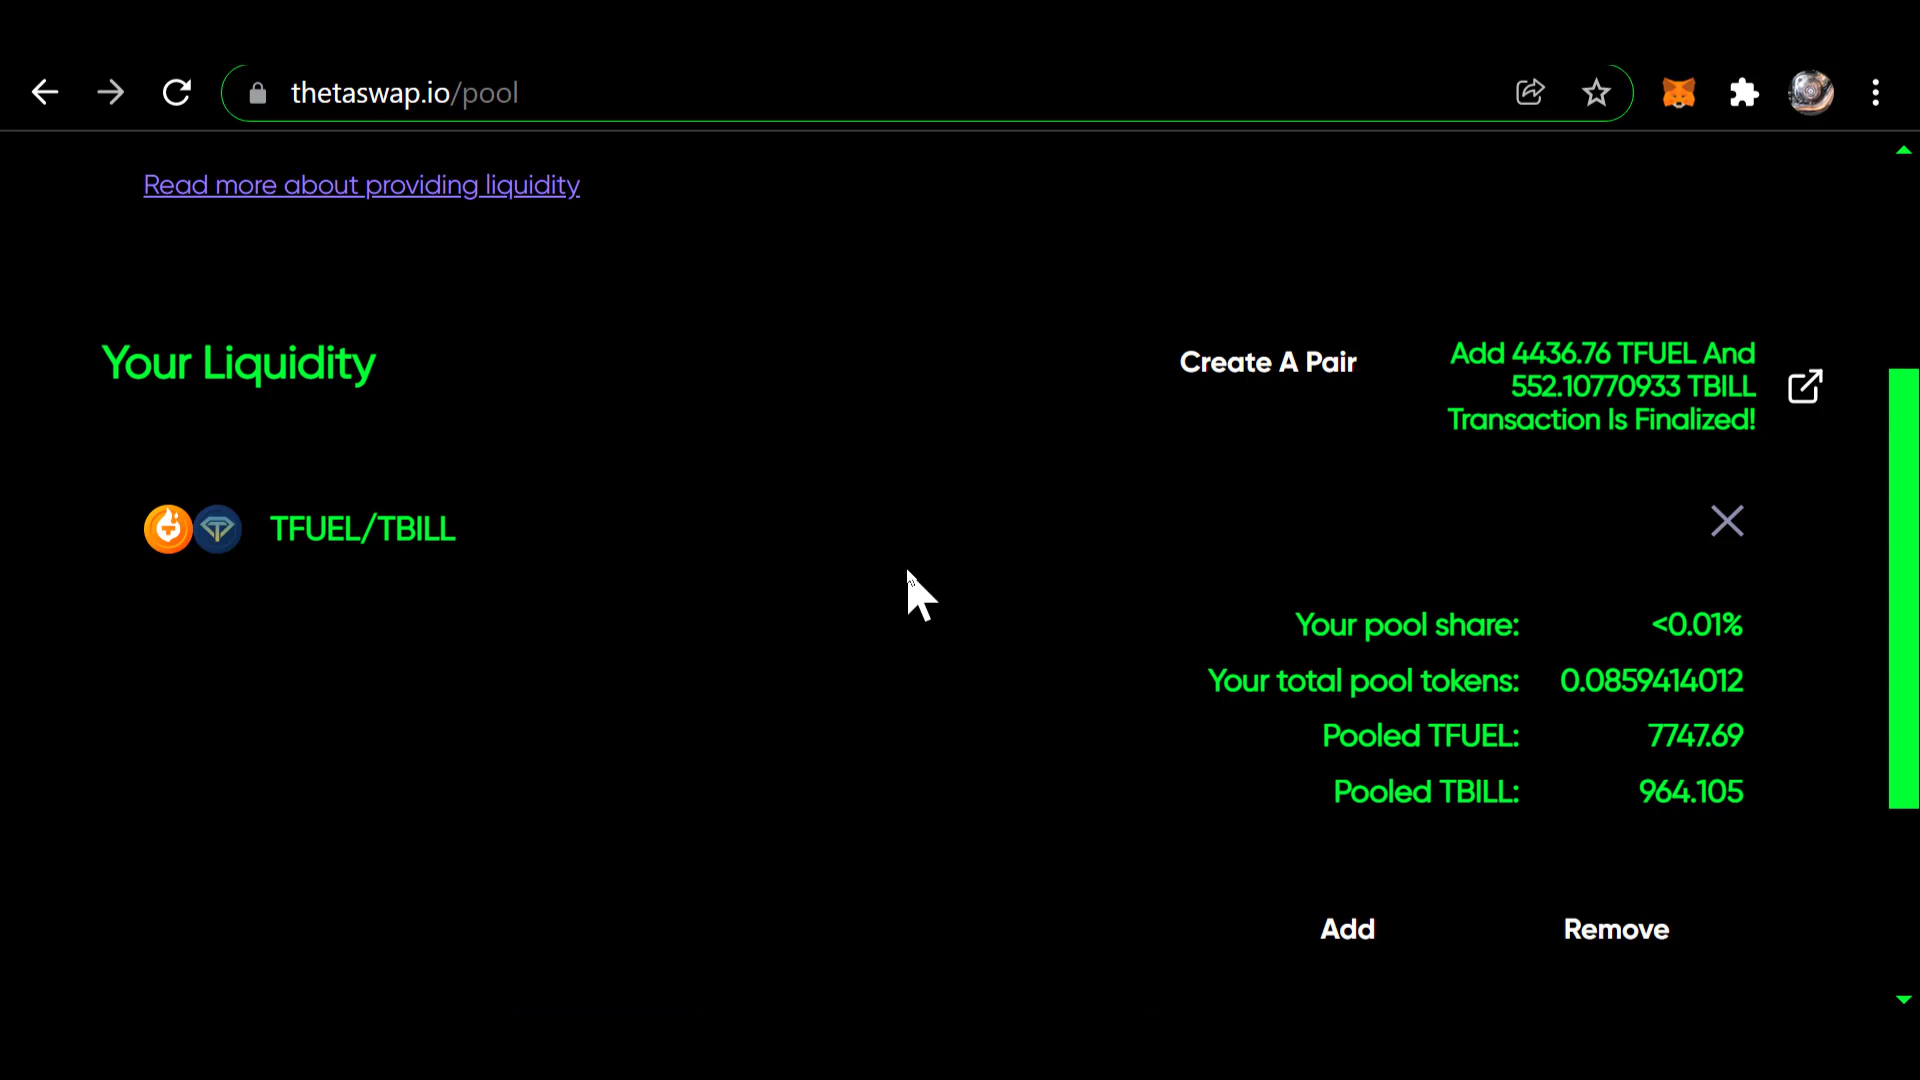 thetaswap.io/pool
Read more about providing liquidity
Your Liquidity
Create A Pair
Add 4436.76 TFUEL And
552.10770933 TBILL
Transaction Is Finalized!
TFUEL/TBILL
Your pool share: <0.01%
Your total pool tokens: 0.0859414012
Pooled TFUEL: 7747.69
Pooled TBILL: 964.105
Add Remove